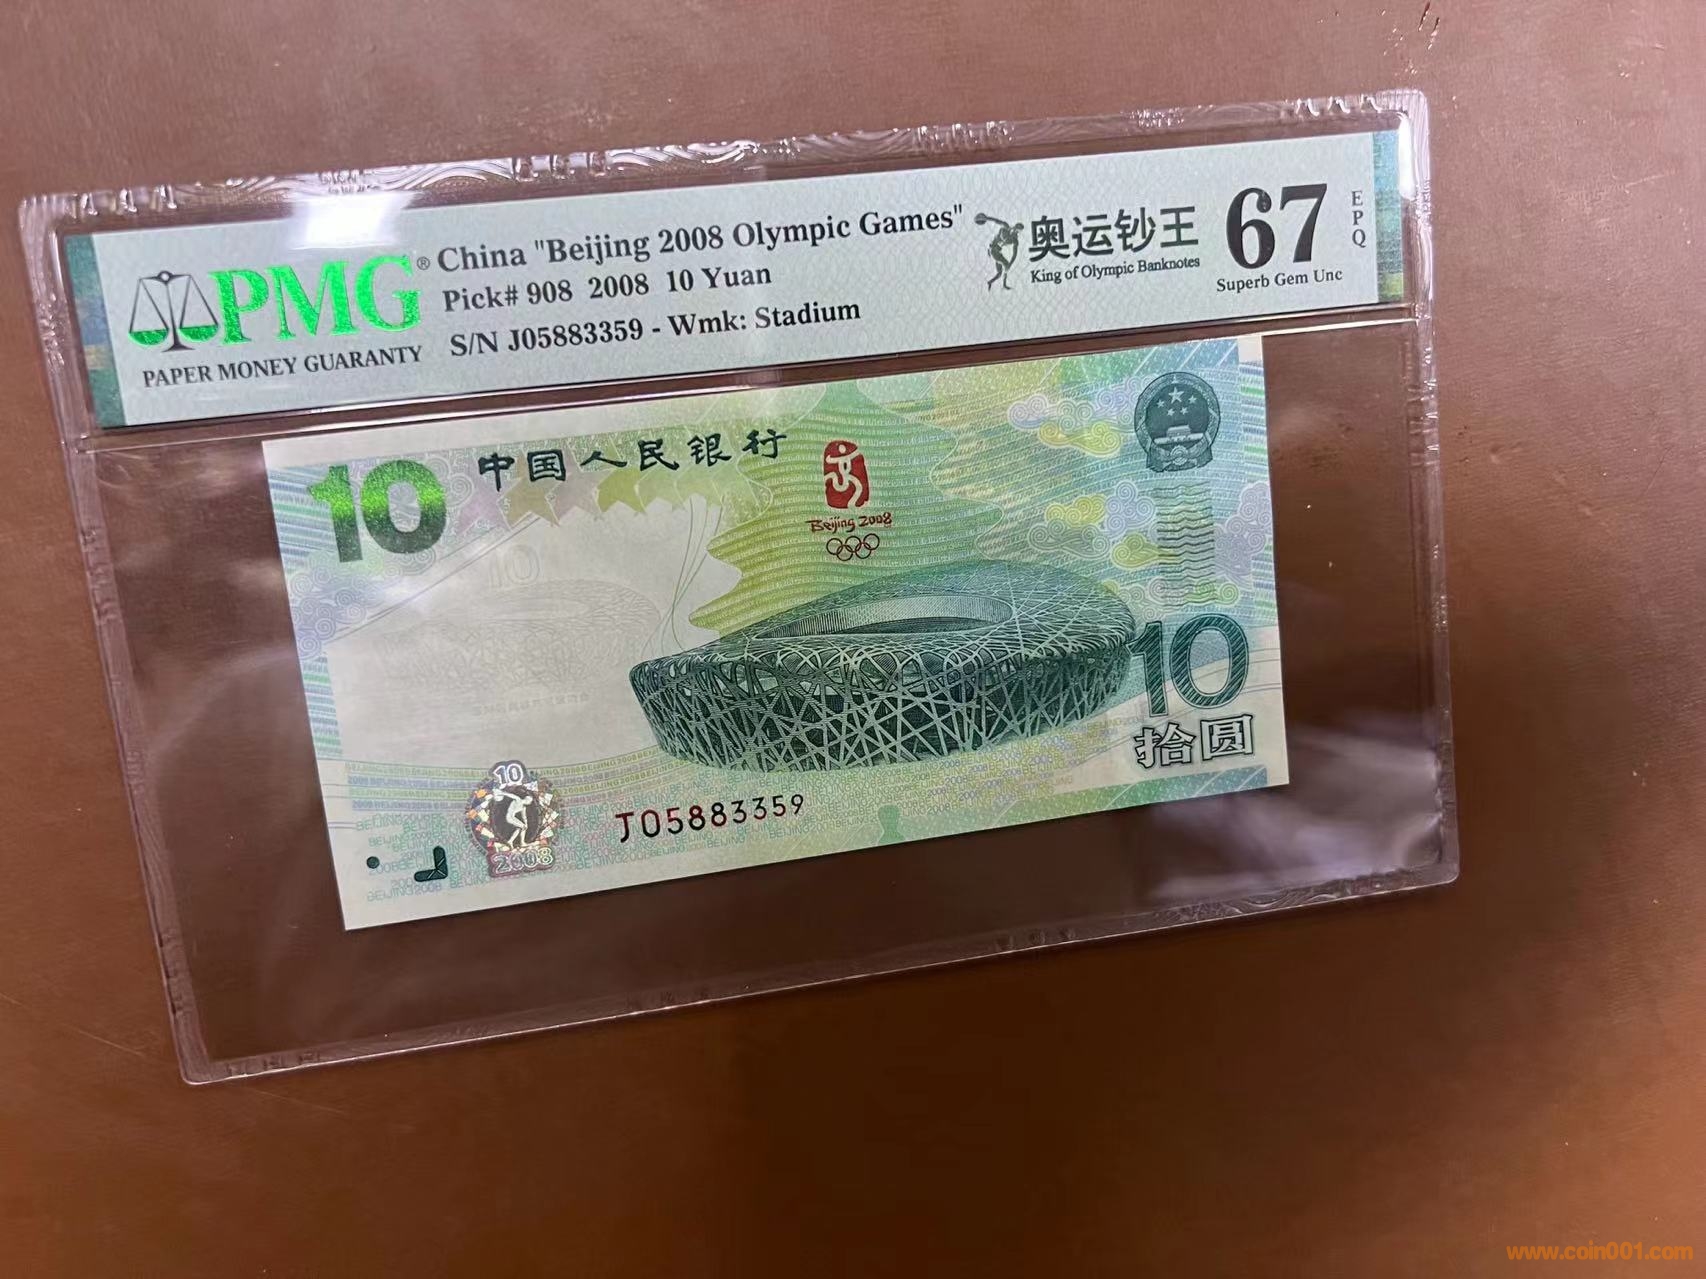 PMG®
PAPER MONEY GUARANTY
China "Beijing 2008 Olympic Games"
Pick# 908 2008 10 Yuan
S/N J05883359 - Wmk: Stadium
奥运钞王
King of Olympic Banknotes
67
EPQ
Superb Gem Unc
10
中国人民银行
Beijing 2008
10
10
拾圆
10
2008
J05883359
www.coin001.com